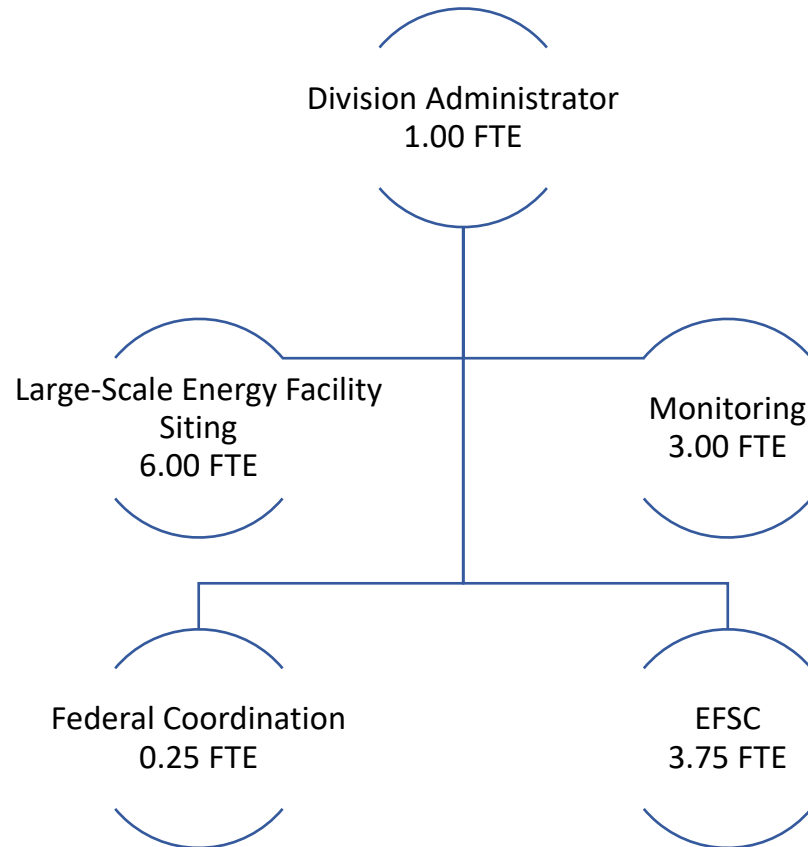 Division Administrator
1.00 FTE
Large-Scale Energy Facility
Siting
6.00 FTE
Monitoring
3.00 FTE
Federal Coordination
0.25 FTE
EFSC
3.75 FTE